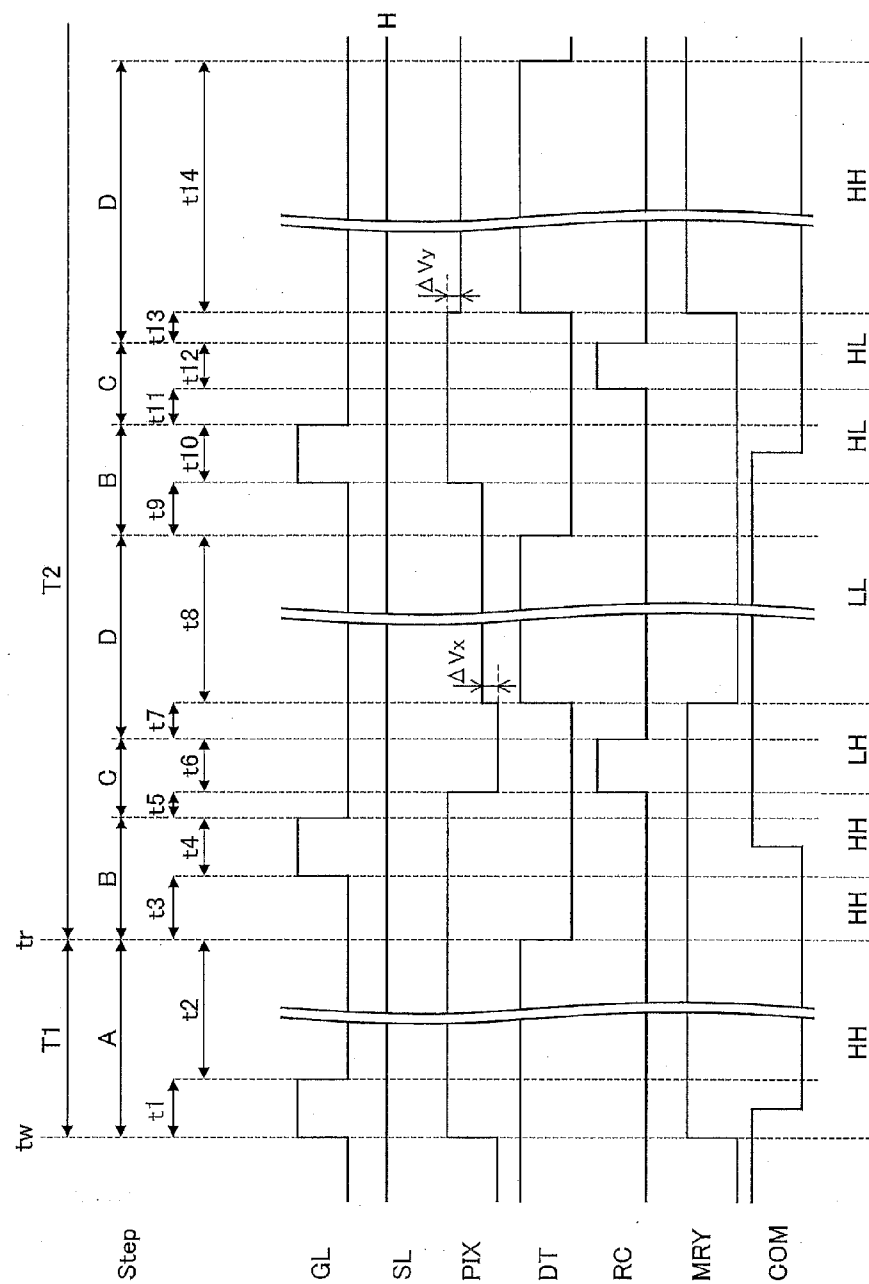 tw T1 tr T2
Step A B C D B C D
t1 t2 t3 t4 t5 t6 t7 t8 t9 t10 t11 t12 t13 t14
GL
SL H
PIX ΔVx ΔVy
DT
RC
MRY
COM
HH HH HH LH LL HL HL HH